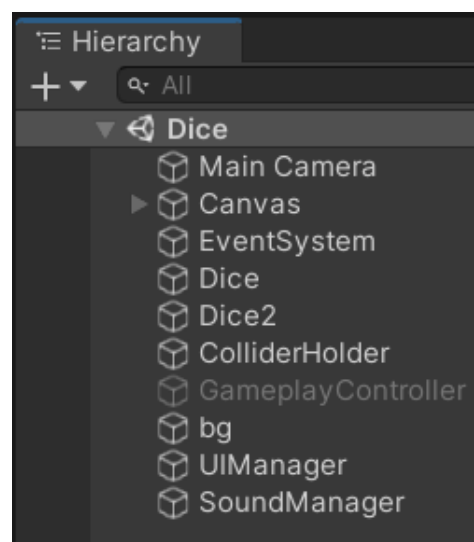 Hierarchy
All
Dice
Main Camera
Canvas
EventSystem
Dice
Dice2
ColliderHolder
GameplayController
bg
UIManager
SoundManager